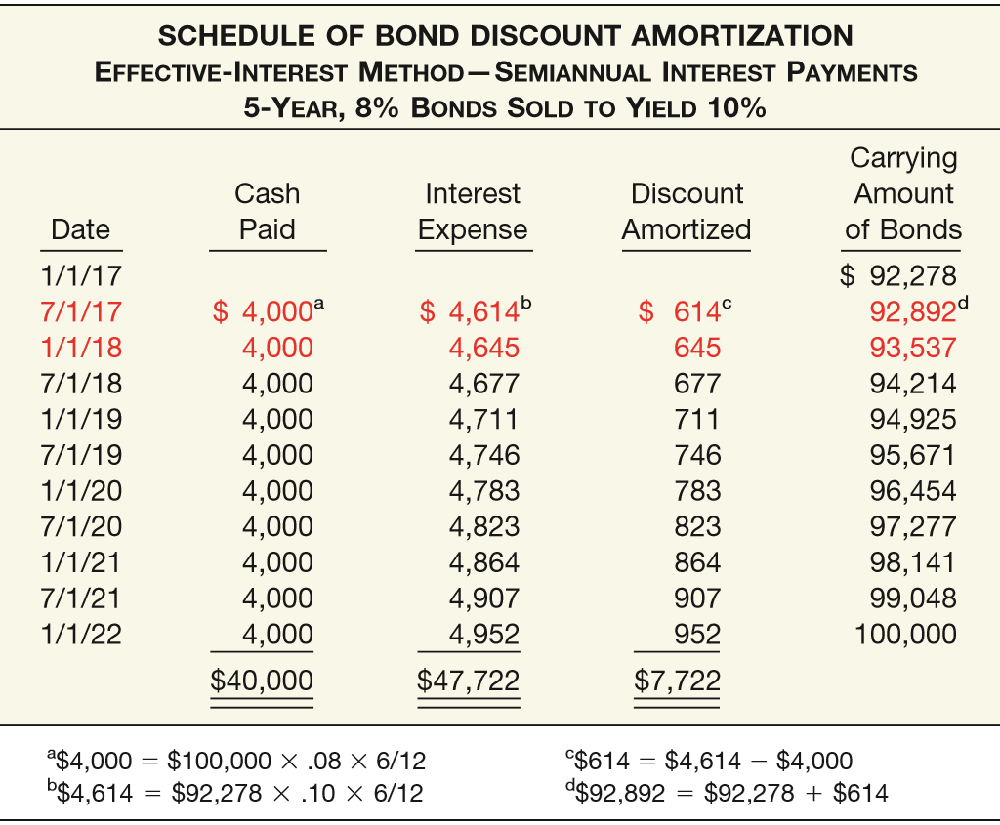 SCHEDULE OF BOND DISCOUNT AMORTIZATION
EFFECTIVE-INTEREST METHOD—SEMIANNUAL INTEREST PAYMENTS
5-YEAR, 8% BONDS SOLD TO YIELD 10%
Date Cash Paid Interest Expense Discount Amortized Carrying Amount of Bonds
1/1/17 $ 92,278
7/1/17 $ 4,000a $ 4,614b $ 614c 92,892d
1/1/18 4,000 4,645 645 93,537
7/1/18 4,000 4,677 677 94,214
1/1/19 4,000 4,711 711 94,925
7/1/19 4,000 4,746 746 95,671
1/1/20 4,000 4,783 783 96,454
7/1/20 4,000 4,823 823 97,277
1/1/21 4,000 4,864 864 98,141
7/1/21 4,000 4,907 907 99,048
1/1/22 4,000 4,952 952 100,000
$40,000 $47,722 $7,722
a$4,000 = $100,000 × .08 × 6/12
b$4,614 = $92,278 × .10 × 6/12
c$614 = $4,614 − $4,000
d$92,892 = $92,278 + $614